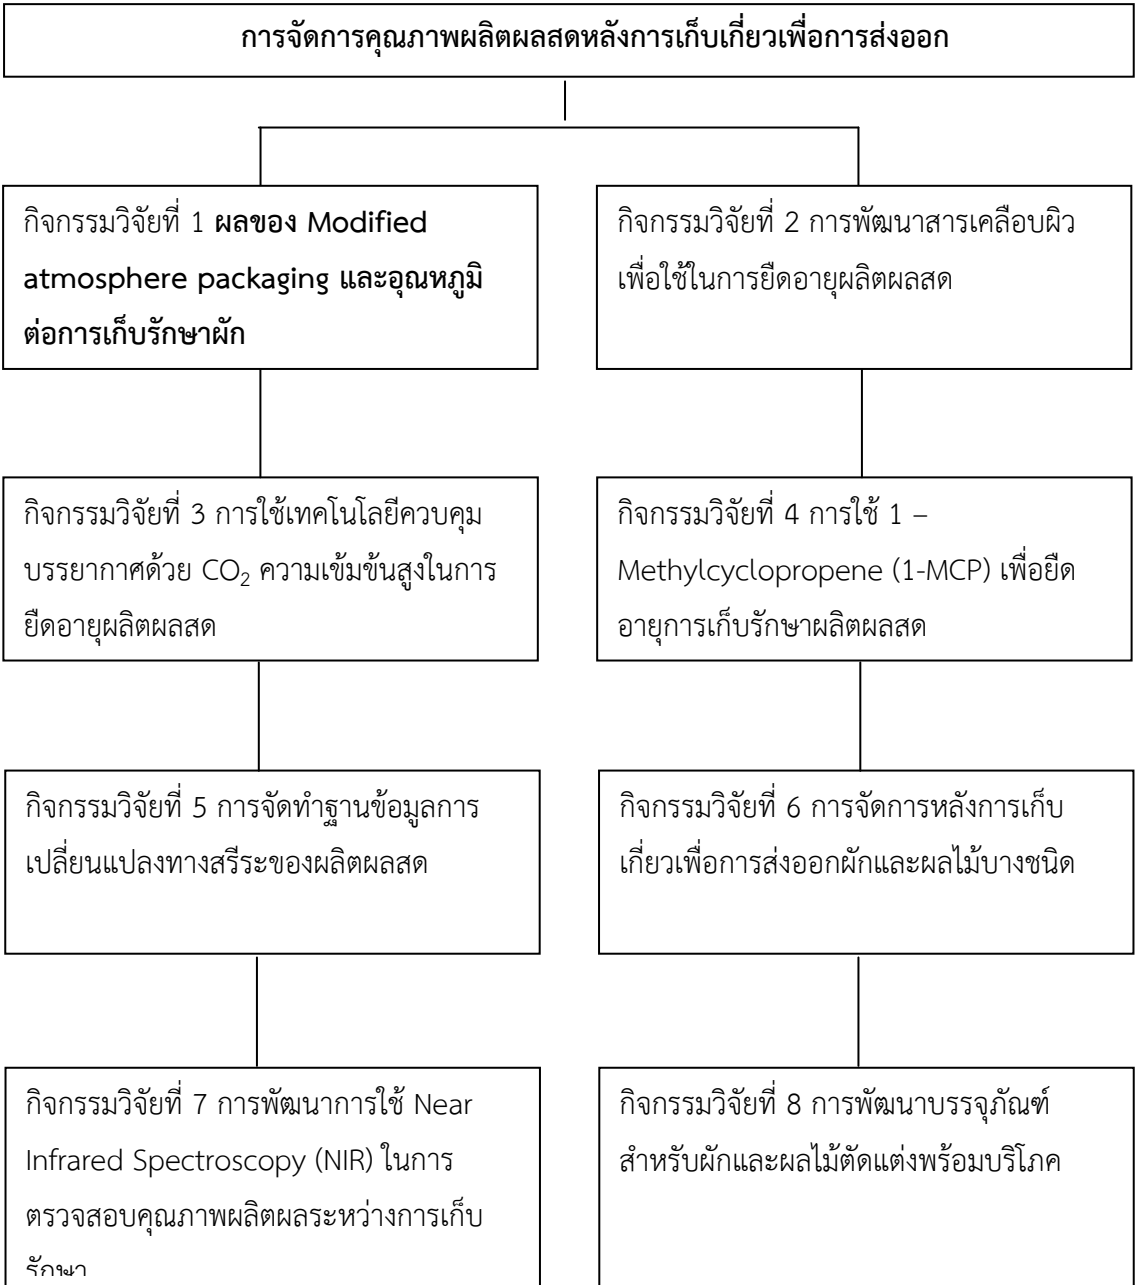 การจัดการคุณภาพผลิตผลสดหลังการเก็บเกี่ยวเพื่อการส่งออก
กิจกรรมวิจัยที่ 1 ผลของ Modified
atmosphere packaging และอุณหภูมิ
ต่อการเก็บรักษาผัก
กิจกรรมวิจัยที่ 2 การพัฒนาสารเคลือบผิว
เพื่อใช้ในการยืดอายุผลิตผลสด
กิจกรรมวิจัยที่ 3 การใช้เทคโนโลยีควบคุม
บรรยากาศด้วย CO₂ ความเข้มข้นสูงในการ
ยืดอายุผลิตผลสด
กิจกรรมวิจัยที่ 4 การใช้ 1 –
Methylcyclopropene (1-MCP) เพื่อยืด
อายุการเก็บรักษาผลิตผลสด
กิจกรรมวิจัยที่ 5 การจัดทำฐานข้อมูลการ
เปลี่ยนแปลงทางสรีระของผลิตผลสด
กิจกรรมวิจัยที่ 6 การจัดการหลังการเก็บ
เกี่ยวเพื่อการส่งออกผักและผลไม้บางชนิด
กิจกรรมวิจัยที่ 7 การพัฒนาการใช้ Near
Infrared Spectroscopy (NIR) ในการ
ตรวจสอบคุณภาพผลิตผลระหว่างการเก็บ
รักษา
กิจกรรมวิจัยที่ 8 การพัฒนาบรรจุภัณฑ์
สำหรับผักและผลไม้ตัดแต่งพร้อมบริโภค